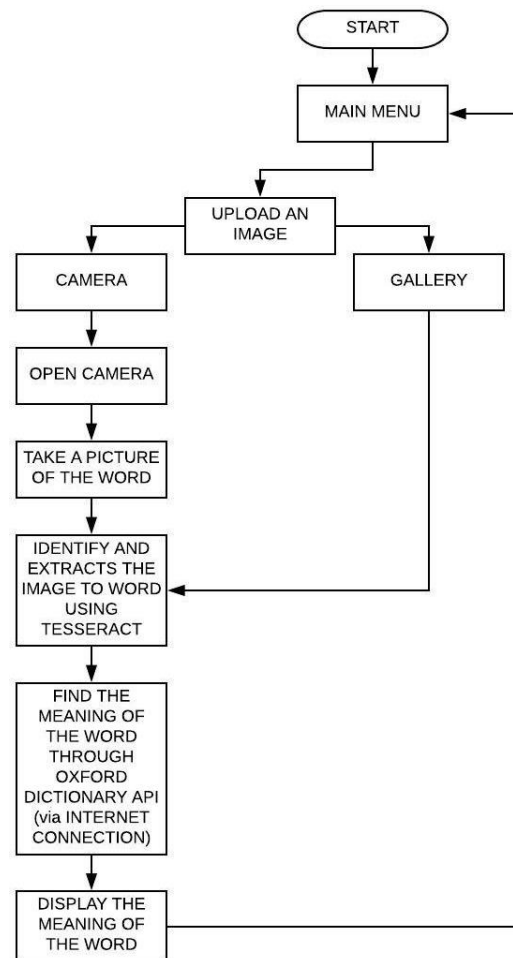 START
MAIN MENU
UPLOAD AN
IMAGE
CAMERA
GALLERY
OPEN CAMERA
TAKE A PICTURE
OF THE WORD
IDENTIFY AND
EXTRACTS THE
IMAGE TO WORD
USING
TESSERACT
FIND THE
MEANING OF
THE WORD
THROUGH
OXFORD
DICTIONARY API
(via INTERNET
CONNECTION)
DISPLAY THE
MEANING OF
THE WORD